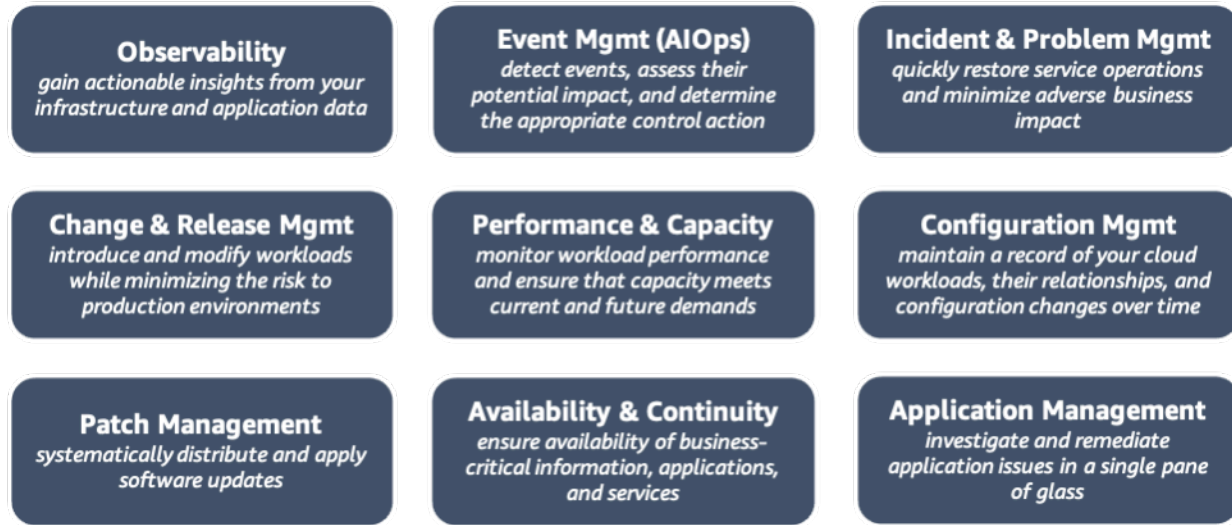 Observability
gain actionable insights from your
infrastructure and application data
Event Mgmt (AIOps)
detect events, assess their
potential impact, and determine
the appropriate control action
Incident & Problem Mgmt
quickly restore service operations
and minimize adverse business
impact
Change & Release Mgmt
introduce and modify workloads
while minimizing the risk to
production environments
Performance & Capacity
monitor workload performance
and ensure that capacity meets
current and future demands
Configuration Mgmt
maintain a record of your cloud
workloads, their relationships, and
configuration changes over time
Patch Management
systematically distribute and apply
software updates
Availability & Continuity
ensure availability of business-
critical information, applications,
and services
Application Management
investigate and remediate
application issues in a single pane
of glass